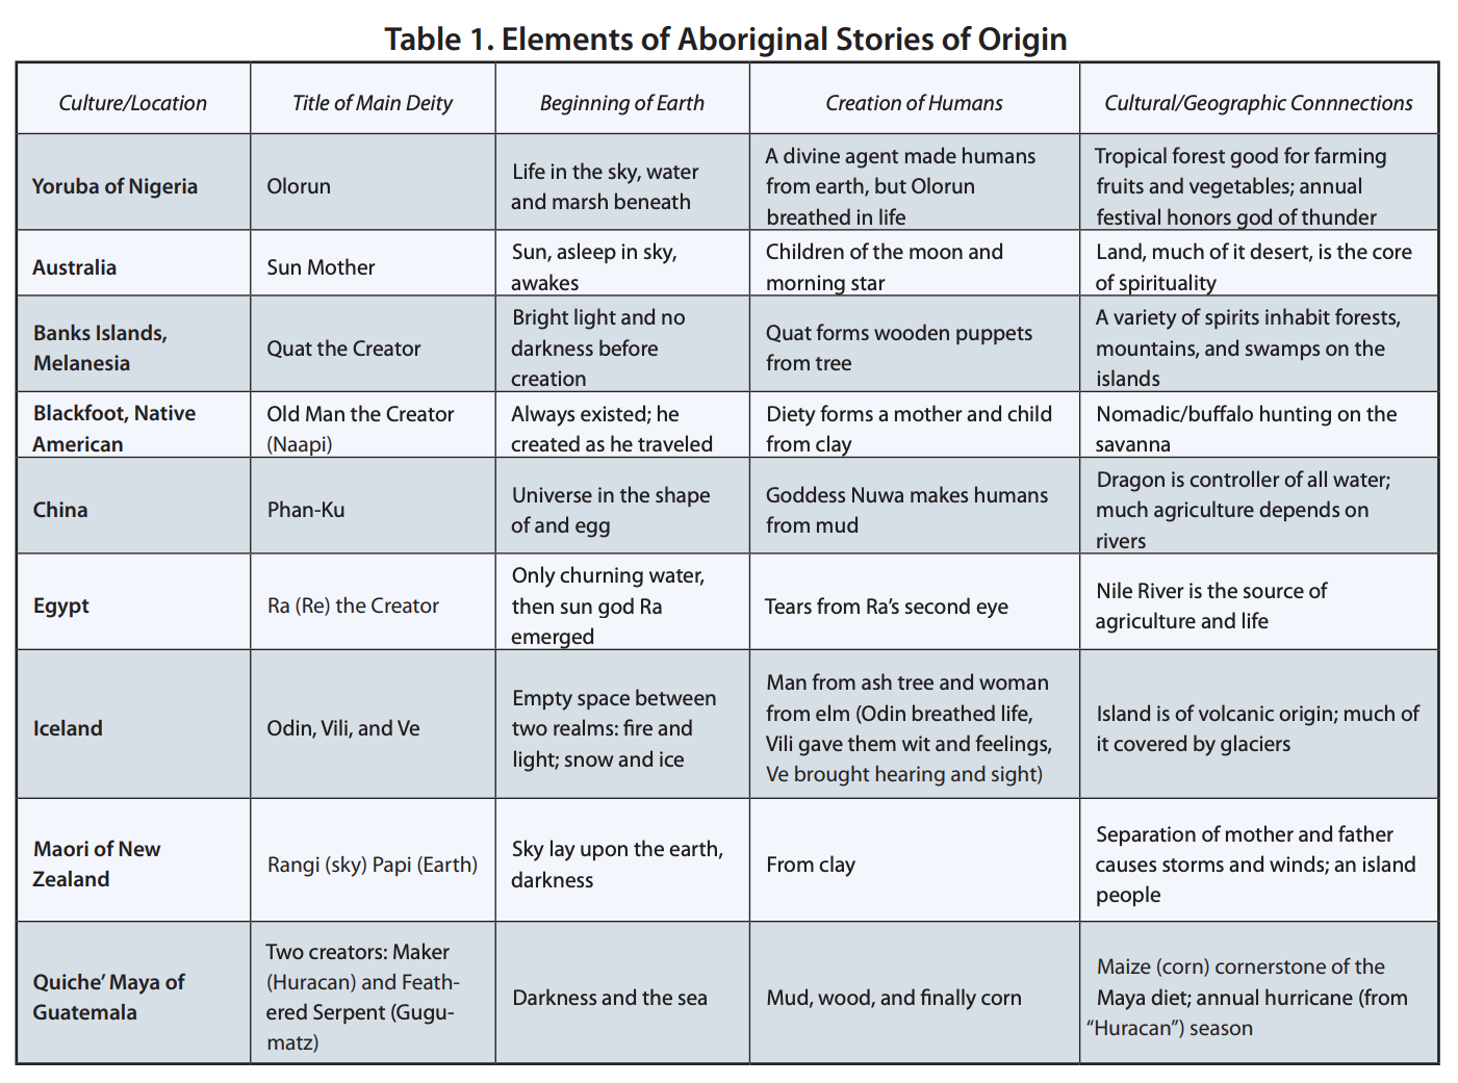 Table 1. Elements of Aboriginal Stories of Origin
Culture/Location
Title of Main Deity
Beginning of Earth
Creation of Humans
Cultural/Geographic Connnections
Yoruba of Nigeria
Olorun
Life in the sky, water
and marsh beneath
A divine agent made humans
from earth, but Olorun
breathed in life
Tropical forest good for farming
fruits and vegetables; annual
festival honors god of thunder
Australia
Sun Mother
Sun, asleep in sky,
awakes
Children of the moon and
morning star
Land, much of it desert, is the core
of spirituality
Banks Islands,
Melanesia
Quat the Creator
Bright light and no
darkness before
creation
Quat forms wooden puppets
from tree
A variety of spirits inhabit forests,
mountains, and swamps on the
islands
Blackfoot, Native
American
Old Man the Creator
(Naapi)
Always existed; he
created as he traveled
Diety forms a mother and child
from clay
Nomadic/buffalo hunting on the
savanna
China
Phan-Ku
Universe in the shape
of and egg
Goddess Nuwa makes humans
from mud
Dragon is controller of all water;
much agriculture depends on
rivers
Egypt
Ra (Re) the Creator
Only churning water,
then sun god Ra
emerged
Tears from Ra’s second eye
Nile River is the source of
agriculture and life
Iceland
Odin, Vili, and Ve
Empty space between
two realms: fire and
light; snow and ice
Man from ash tree and woman
from elm (Odin breathed life,
Vili gave them wit and feelings,
Ve brought hearing and sight)
Island is of volcanic origin; much of
it covered by glaciers
Maori of New
Zealand
Rangi (sky) Papi (Earth)
Sky lay upon the earth,
darkness
From clay
Separation of mother and father
causes storms and winds; an island
people
Quiche’ Maya of
Guatemala
Two creators: Maker
(Huracan) and Feath-
ered Serpent (Gugu-
matz)
Darkness and the sea
Mud, wood, and finally corn
Maize (corn) cornerstone of the
Maya diet; annual hurricane (from
“Huracan”) season